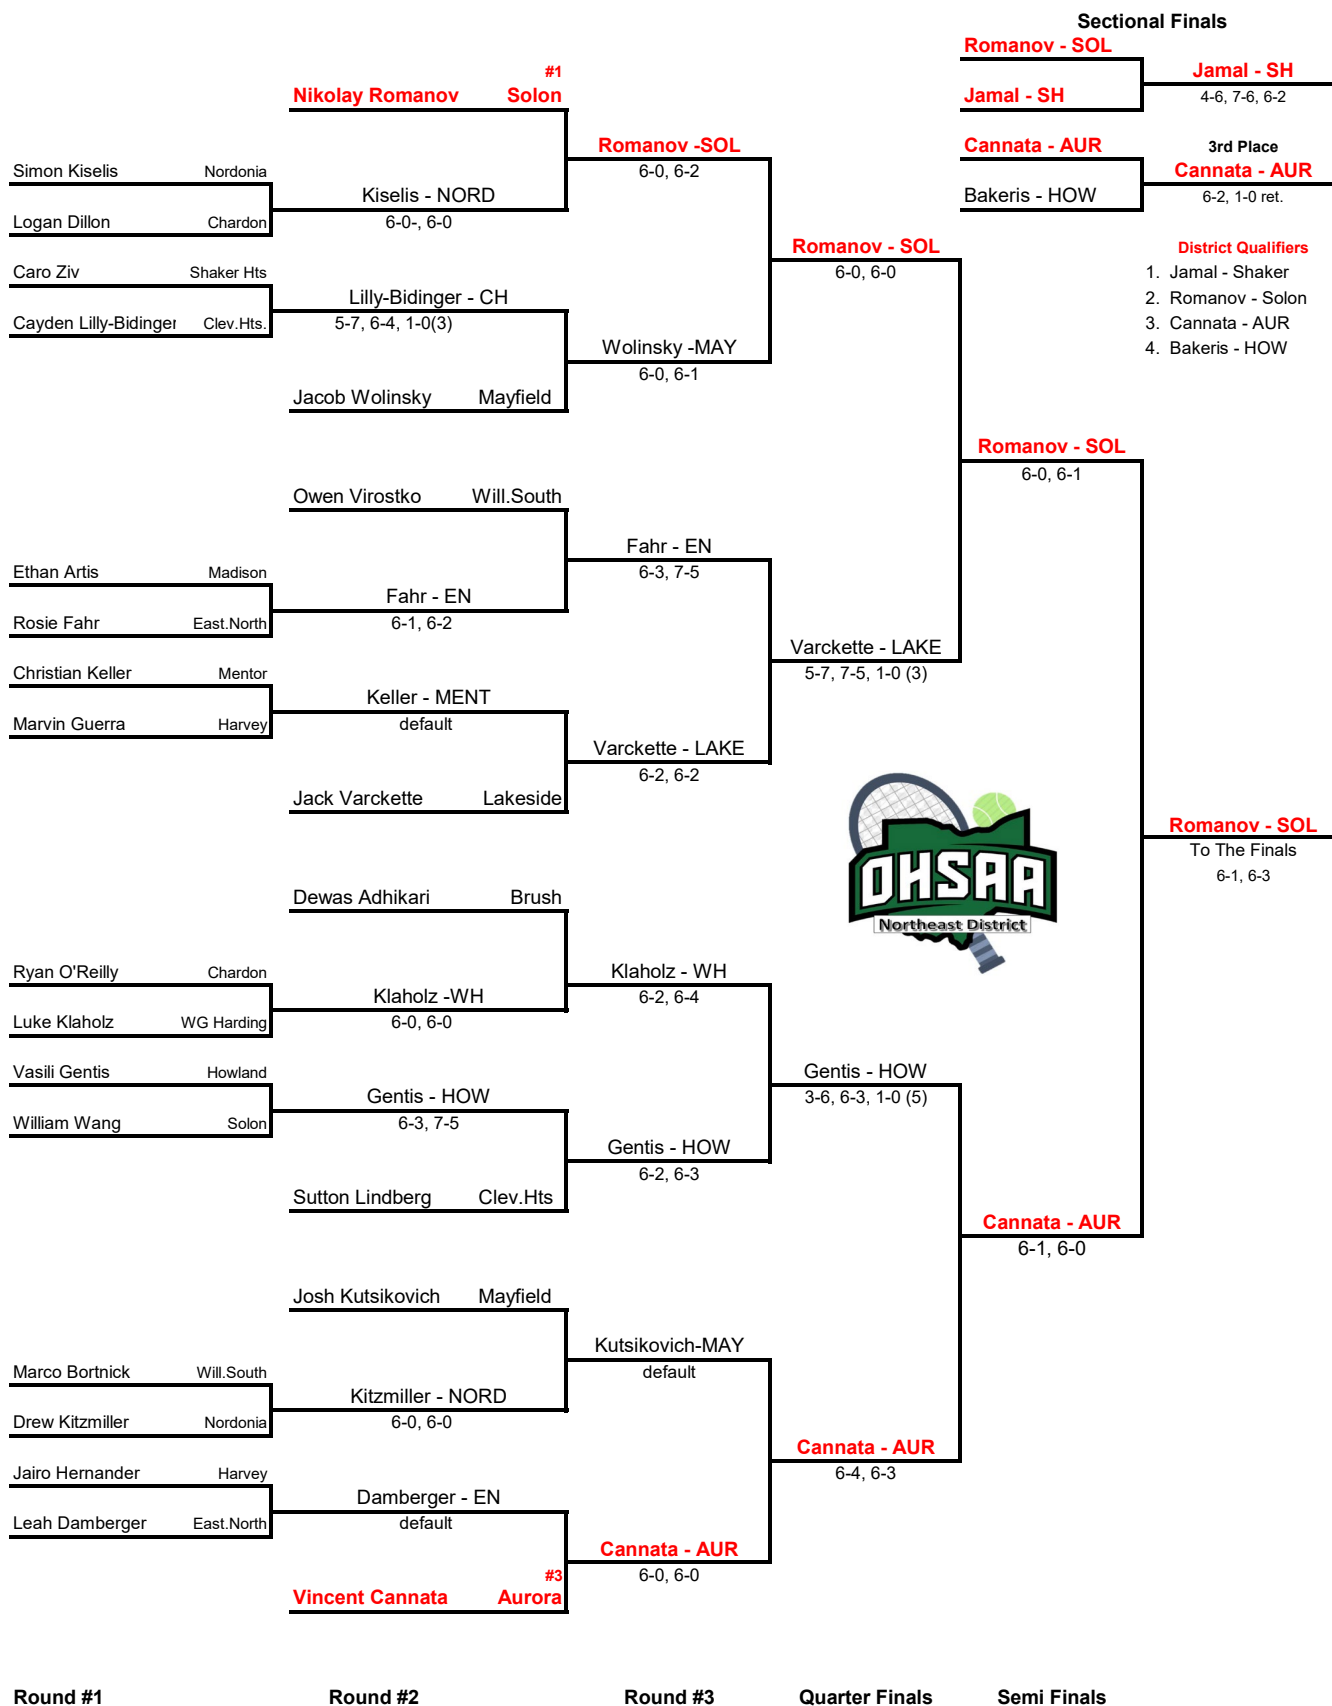 Sectional Finals
Romanov - SOL
Jamal - SH
Jamal - SH
4-6, 7-6, 6-2
Cannata - AUR
Bakeris - HOW
3rd Place
Cannata - AUR
6-2, 1-0 ret.
District Qualifiers
1. Jamal - Shaker
2. Romanov - Solon
3. Cannata - AUR
4. Bakeris - HOW
#1
Nikolay Romanov Solon
Simon Kiselis Nordonia
Logan Dillon Chardon
Kiselis - NORD
6-0-, 6-0
Romanov -SOL
6-0, 6-2
Caro Ziv Shaker Hts
Cayden Lilly-Bidinger Clev.Hts.
Lilly-Bidinger - CH
5-7, 6-4, 1-0(3)
Jacob Wolinsky Mayfield
Wolinsky -MAY
6-0, 6-1
Romanov - SOL
6-0, 6-0
Owen Virostko Will.South
Ethan Artis Madison
Rosie Fahr East.North
Fahr - EN
6-1, 6-2
Fahr - EN
6-3, 7-5
Christian Keller Mentor
Marvin Guerra Harvey
Keller - MENT
default
Jack Varckette Lakeside
Varckette - LAKE
6-2, 6-2
Varckette - LAKE
5-7, 7-5, 1-0 (3)
Romanov - SOL
6-0, 6-1
OHSAA
Northeast District
Romanov - SOL
To The Finals
6-1, 6-3
Dewas Adhikari Brush
Ryan O'Reilly Chardon
Luke Klaholz WG Harding
Klaholz -WH
6-0, 6-0
Klaholz - WH
6-2, 6-4
Vasili Gentis Howland
William Wang Solon
Gentis - HOW
6-3, 7-5
Sutton Lindberg Clev.Hts
Gentis - HOW
6-2, 6-3
Gentis - HOW
3-6, 6-3, 1-0 (5)
Cannata - AUR
6-1, 6-0
Josh Kutsikovich Mayfield
Marco Bortnick Will.South
Drew Kitzmiller Nordonia
Kitzmiller - NORD
6-0, 6-0
Kutsikovich-MAY
default
Jairo Hernander Harvey
Leah Damberger East.North
Damberger - EN
default
#3
Vincent Cannata Aurora
Cannata - AUR
6-0, 6-0
Cannata - AUR
6-4, 6-3
Round #1 Round #2 Round #3 Quarter Finals Semi Finals